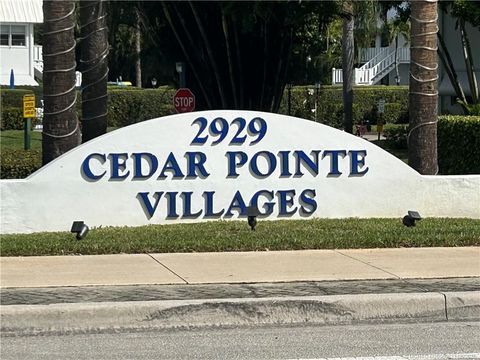 2929
CEDAR POINTE
VILLAGES
STOP